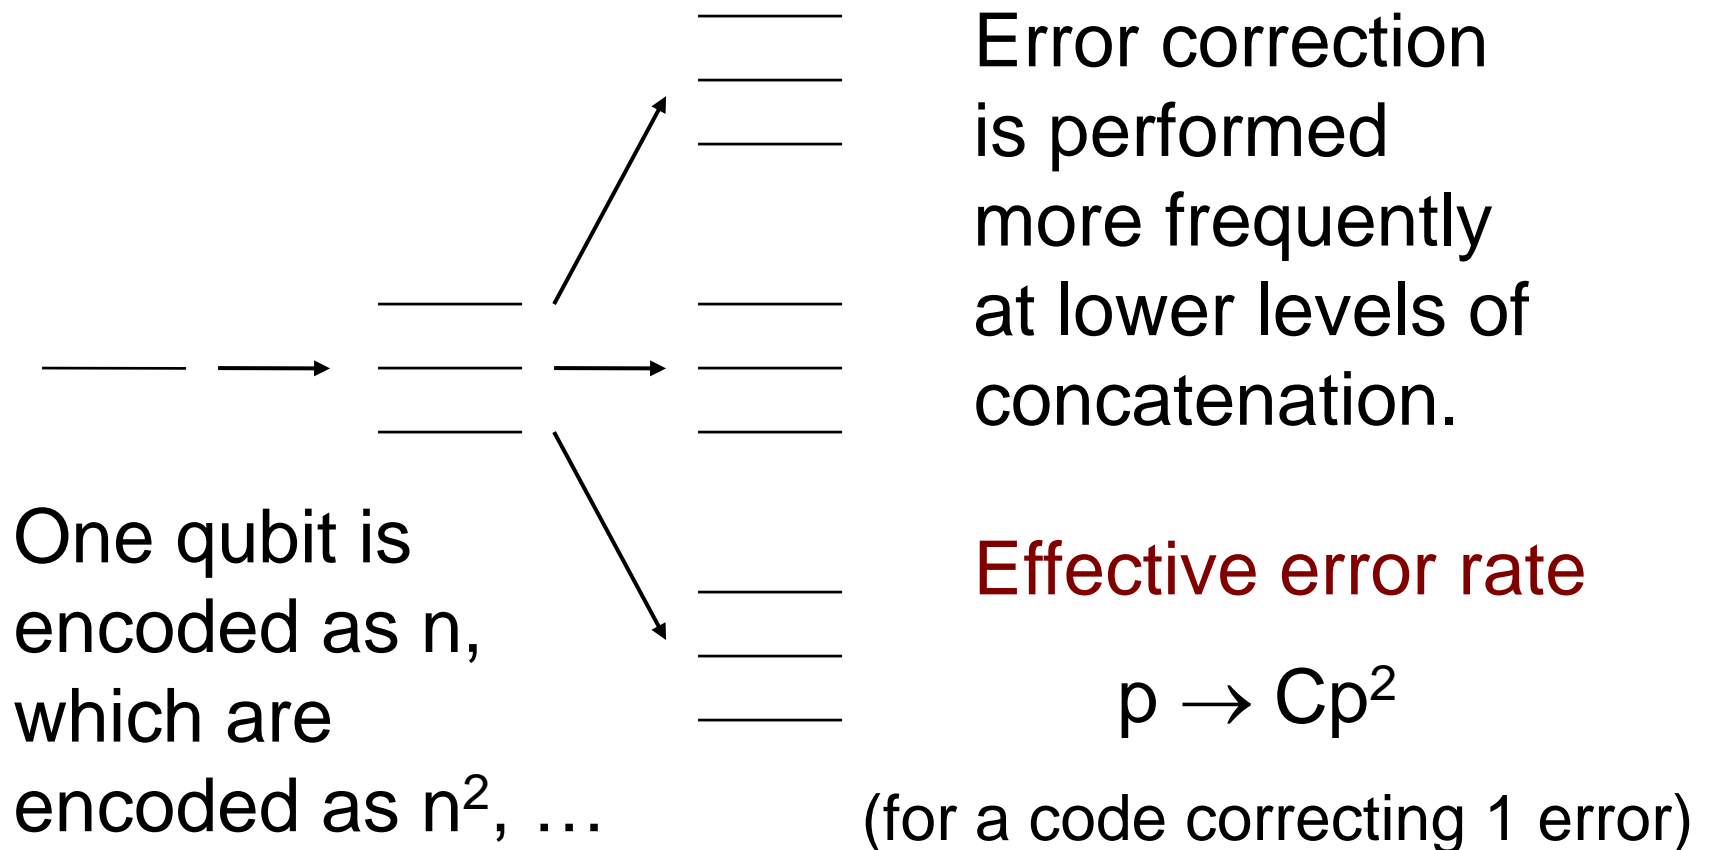 Error correction
is performed
more frequently
at lower levels of
concatenation.
One qubit is
encoded as n,
which are
encoded as n², …
Effective error rate
p → Cp²
(for a code correcting 1 error)